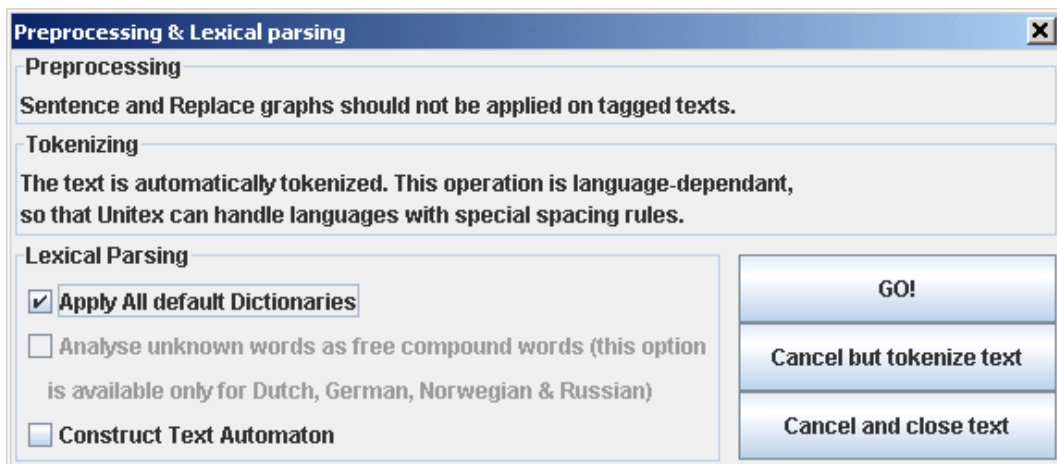 Preprocessing & Lexical parsing
Preprocessing
Sentence and Replace graphs should not be applied on tagged texts.
Tokenizing
The text is automatically tokenized. This operation is language-dependant,
so that Unitex can handle languages with special spacing rules.
Lexical Parsing
Apply All default Dictionaries
Analyse unknown words as free compound words (this option
is available only for Dutch, German, Norwegian & Russian)
Construct Text Automaton
GO!
Cancel but tokenize text
Cancel and close text